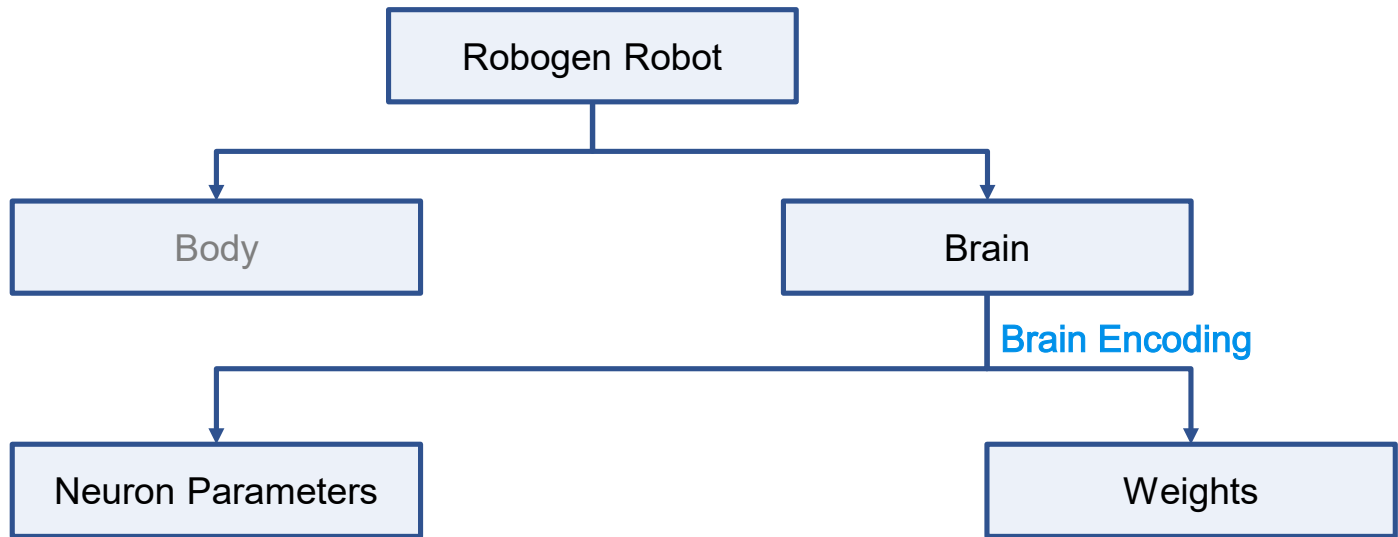 Robogen Robot
Body
Brain
Brain Encoding
Neuron Parameters
Weights